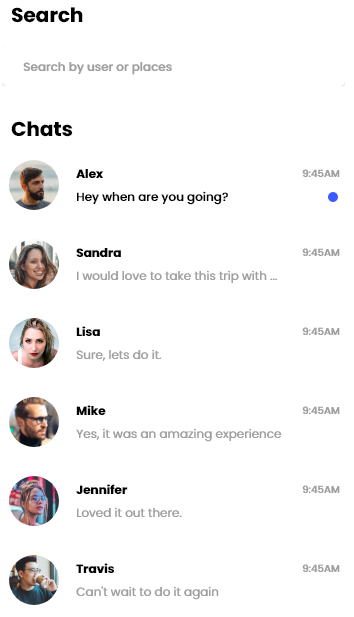 Search
Search by user or places
Chats
Alex 9:45AM
Hey when are you going?
Sandra 9:45AM
I would love to take this trip with ...
Lisa 9:45AM
Sure, lets do it.
Mike 9:45AM
Yes, it was an amazing experience
Jennifer 9:45AM
Loved it out there.
Travis 9:45AM
Can't wait to do it again